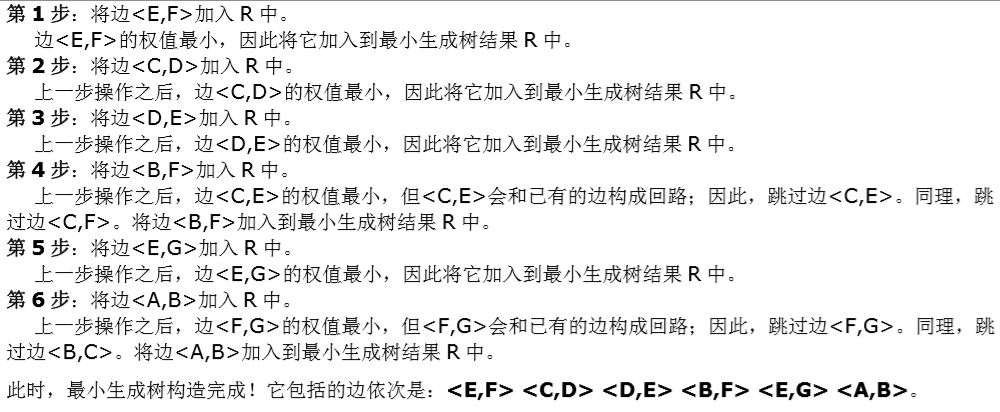 第 1 步：将边<E,F>加入 R 中。
边<E,F>的权值最小，因此将它加入到最小生成树结果 R 中。
第 2 步：将边<C,D>加入 R 中。
上一步操作之后，边<C,D>的权值最小，因此将它加入到最小生成树结果 R 中。
第 3 步：将边<D,E>加入 R 中。
上一步操作之后，边<D,E>的权值最小，因此将它加入到最小生成树结果 R 中。
第 4 步：将边<B,F>加入 R 中。
上一步操作之后，边<C,E>的权值最小，但<C,E>会和已有的边构成回路；因此，跳过边<C,E>。同理，跳
过边<C,F>。将边<B,F>加入到最小生成树结果 R 中。
第 5 步：将边<E,G>加入 R 中。
上一步操作之后，边<E,G>的权值最小，因此将它加入到最小生成树结果 R 中。
第 6 步：将边<A,B>加入 R 中。
上一步操作之后，边<F,G>的权值最小，但<F,G>会和已有的边构成回路；因此，跳过边<F,G>。同理，跳
过边<B,C>。将边<A,B>加入到最小生成树结果 R 中。
此时，最小生成树构造完成！它包括的边依次是：<E,F> <C,D> <D,E> <B,F> <E,G> <A,B>。